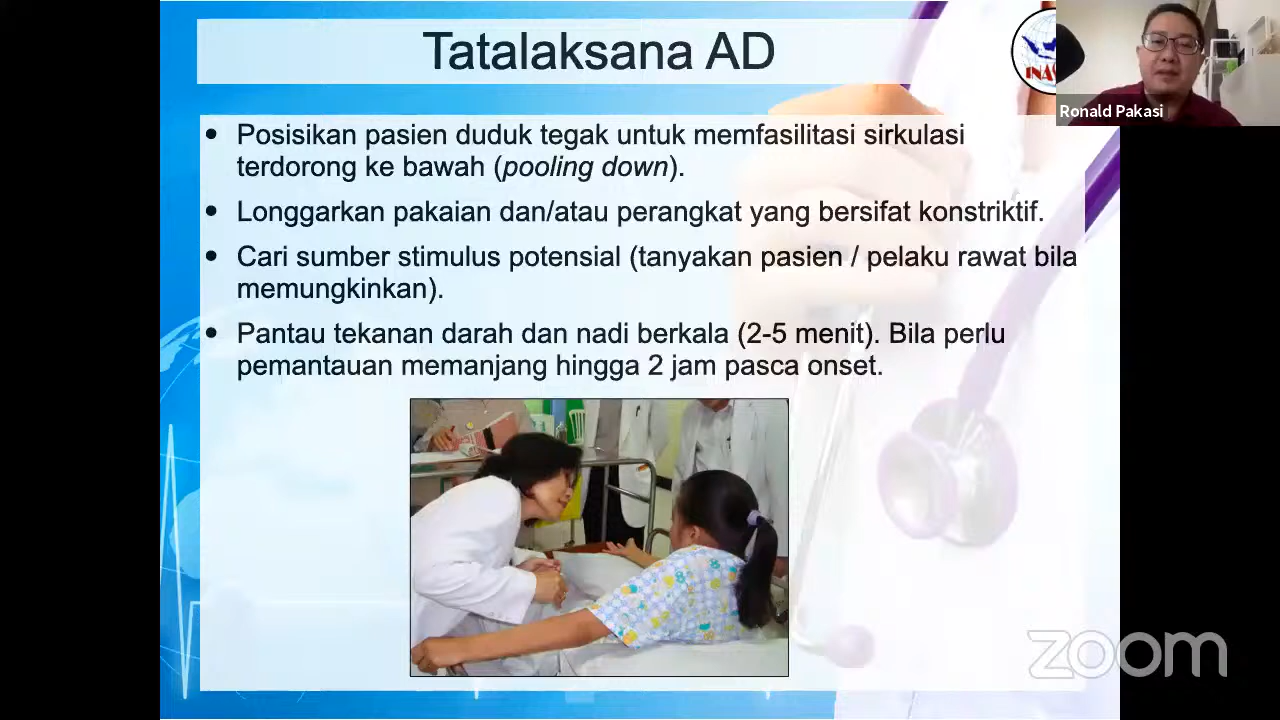 Tatalaksana AD
Ronald Pakasi
• Posisikan pasien duduk tegak untuk memfasilitasi sirkulasi
terdorong ke bawah (pooling down).
• Longgarkan pakaian dan/atau perangkat yang bersifat konstriktif.
• Cari sumber stimulus potensial (tanyakan pasien / pelaku rawat bila
memungkinkan).
• Pantau tekanan darah dan nadi berkala (2-5 menit). Bila perlu
pemantauan memanjang hingga 2 jam pasca onset.
zoom